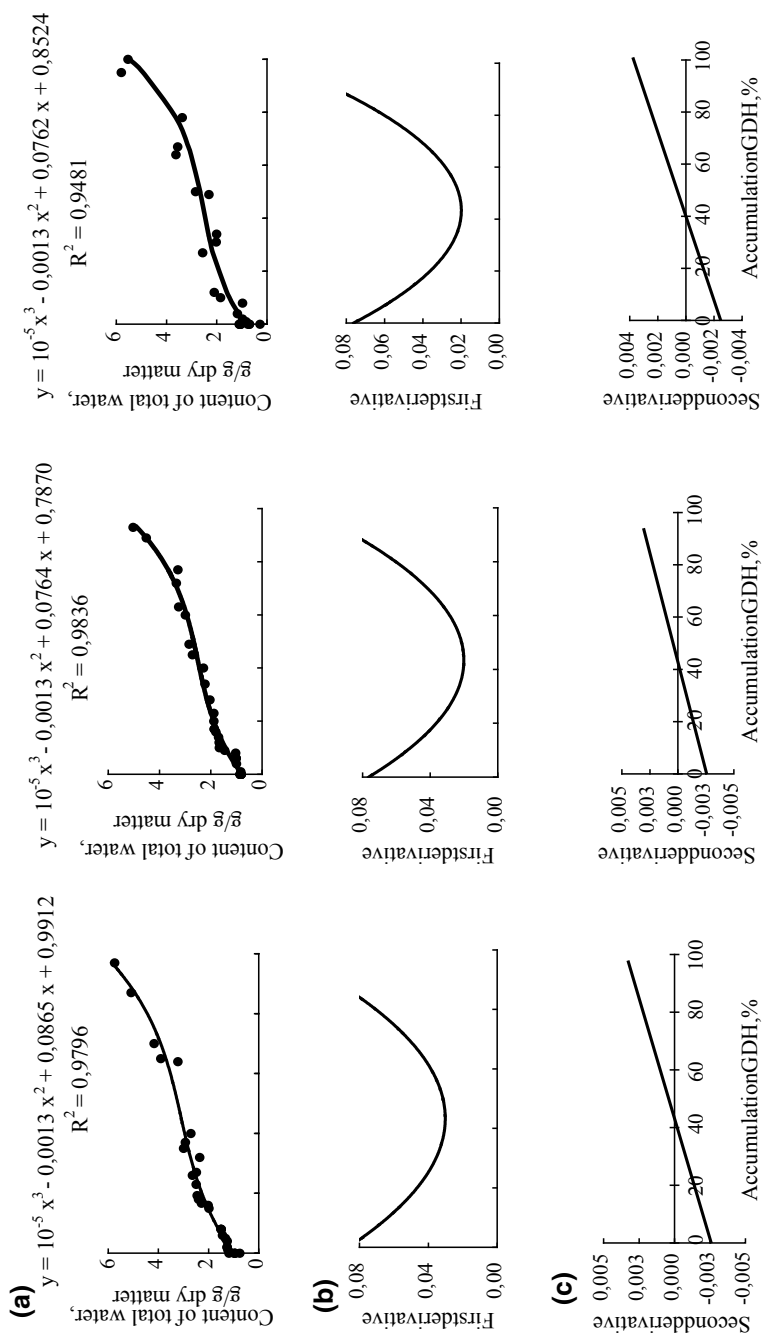 (a)
y = 10⁻⁵ x³ - 0,0013 x² + 0,0865 x + 0,9912
R² = 0,9796
Content of total water,
g/g dry matter
6
4
2
0
y = 10⁻⁵ x³ - 0,0013 x² + 0,0764 x + 0,7870
R² = 0,9836
Content of total water,
g/g dry matter
6
4
2
0
y = 10⁻⁵ x³ - 0,0013 x² + 0,0762 x + 0,8524
R² = 0,9481
Content of total water,
g/g dry matter
6
4
2
0
(b)
Firstderivative
0,08
0,04
0,00
Firstderivative
0,08
0,04
0,00
Firstderivative
0,08
0,06
0,04
0,02
0,00
(c)
Secondderivative
0,005
0,003
0,000
-0,003
-0,005
0 20 40 60 80 100
AccumulationGDH,%
Secondderivative
0,005
0,003
0,000
-0,003
-0,005
0 20 40 60 80 100
AccumulationGDH,%
Secondderivative
0,004
0,002
0,000
-0,002
-0,004
0 20 40 60 80 100
AccumulationGDH,%